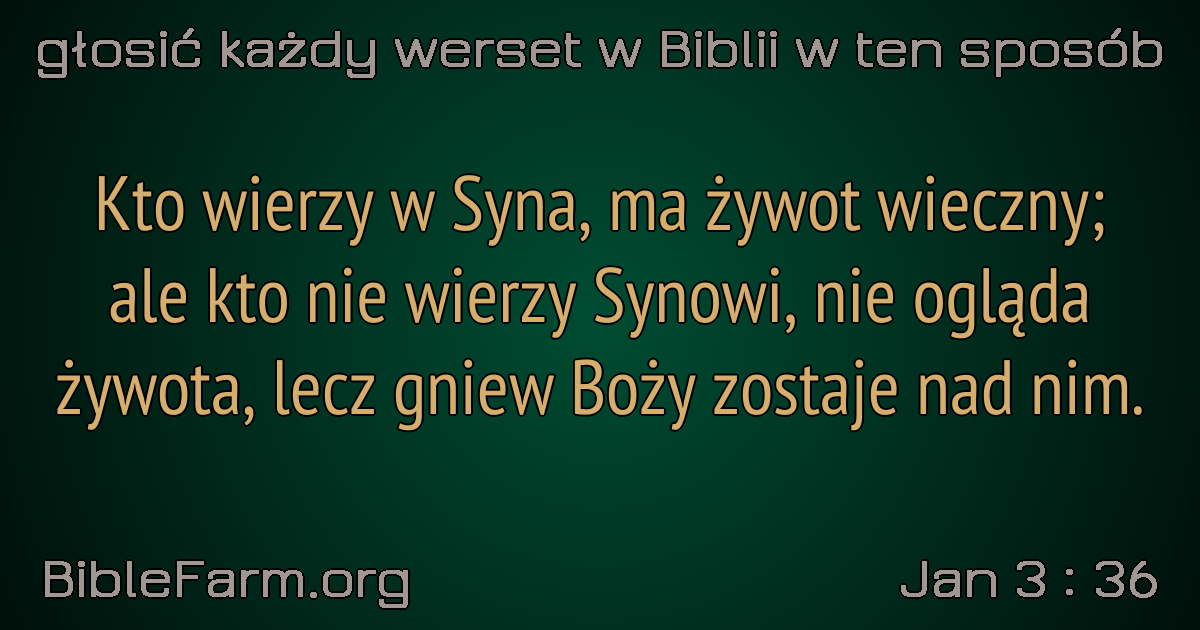 głosić każdy werset w Biblii w ten sposób
Kto wierzy w Syna, ma żywot wieczny;
ale kto nie wierzy Synowi, nie ogląda
żywota, lecz gniew Boży zostaje nad nim.
BibleFarm.org
Jan 3 : 36